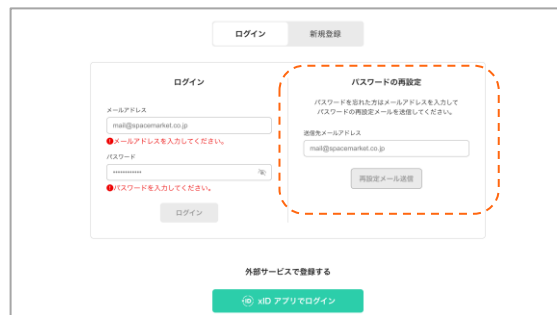 ログイン
新規登録
ログイン
メールアドレス
mail@spacemarket.co.jp
メールアドレスを入力してください。
パスワード
••••••••••••
パスワードを入力してください。
ログイン
パスワードの再設定
パスワードを忘れた方はメールアドレスを入力して
パスワードの再設定メールを送信してください。
送信先メールアドレス
mail@spacemarket.co.jp
再設定メール送信
外部サービスで登録する
iD xID アプリでログイン